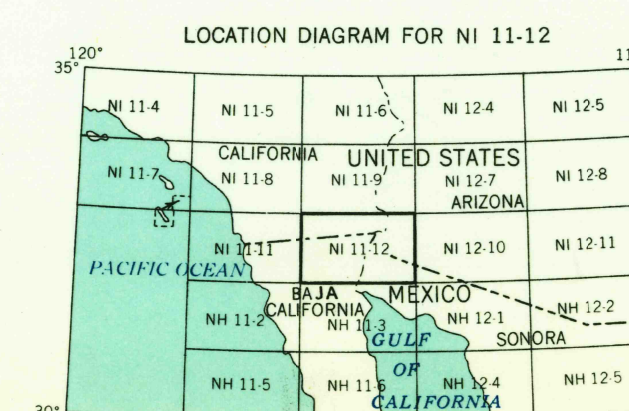 LOCATION DIAGRAM FOR NI 11-12
120°
35°
NI 11-4
NI 11-5
NI 11-6
NI 12-4
NI 12-5
CALIFORNIA
UNITED STATES
NI 11-7
NI 11-8
NI 11-9
NI 12-7
NI 12-8
ARIZONA
NI 11-11
NI 11-12
NI 12-10
NI 12-11
PACIFIC OCEAN
BAJA
CALIFORNIA
MEXICO
NH 11-2
NH 11-3
NH 12-1
NH 12-2
GULF
OF
CALIFORNIA
SONORA
NH 11-5
NH 11-6
NH 12-4
NH 12-5